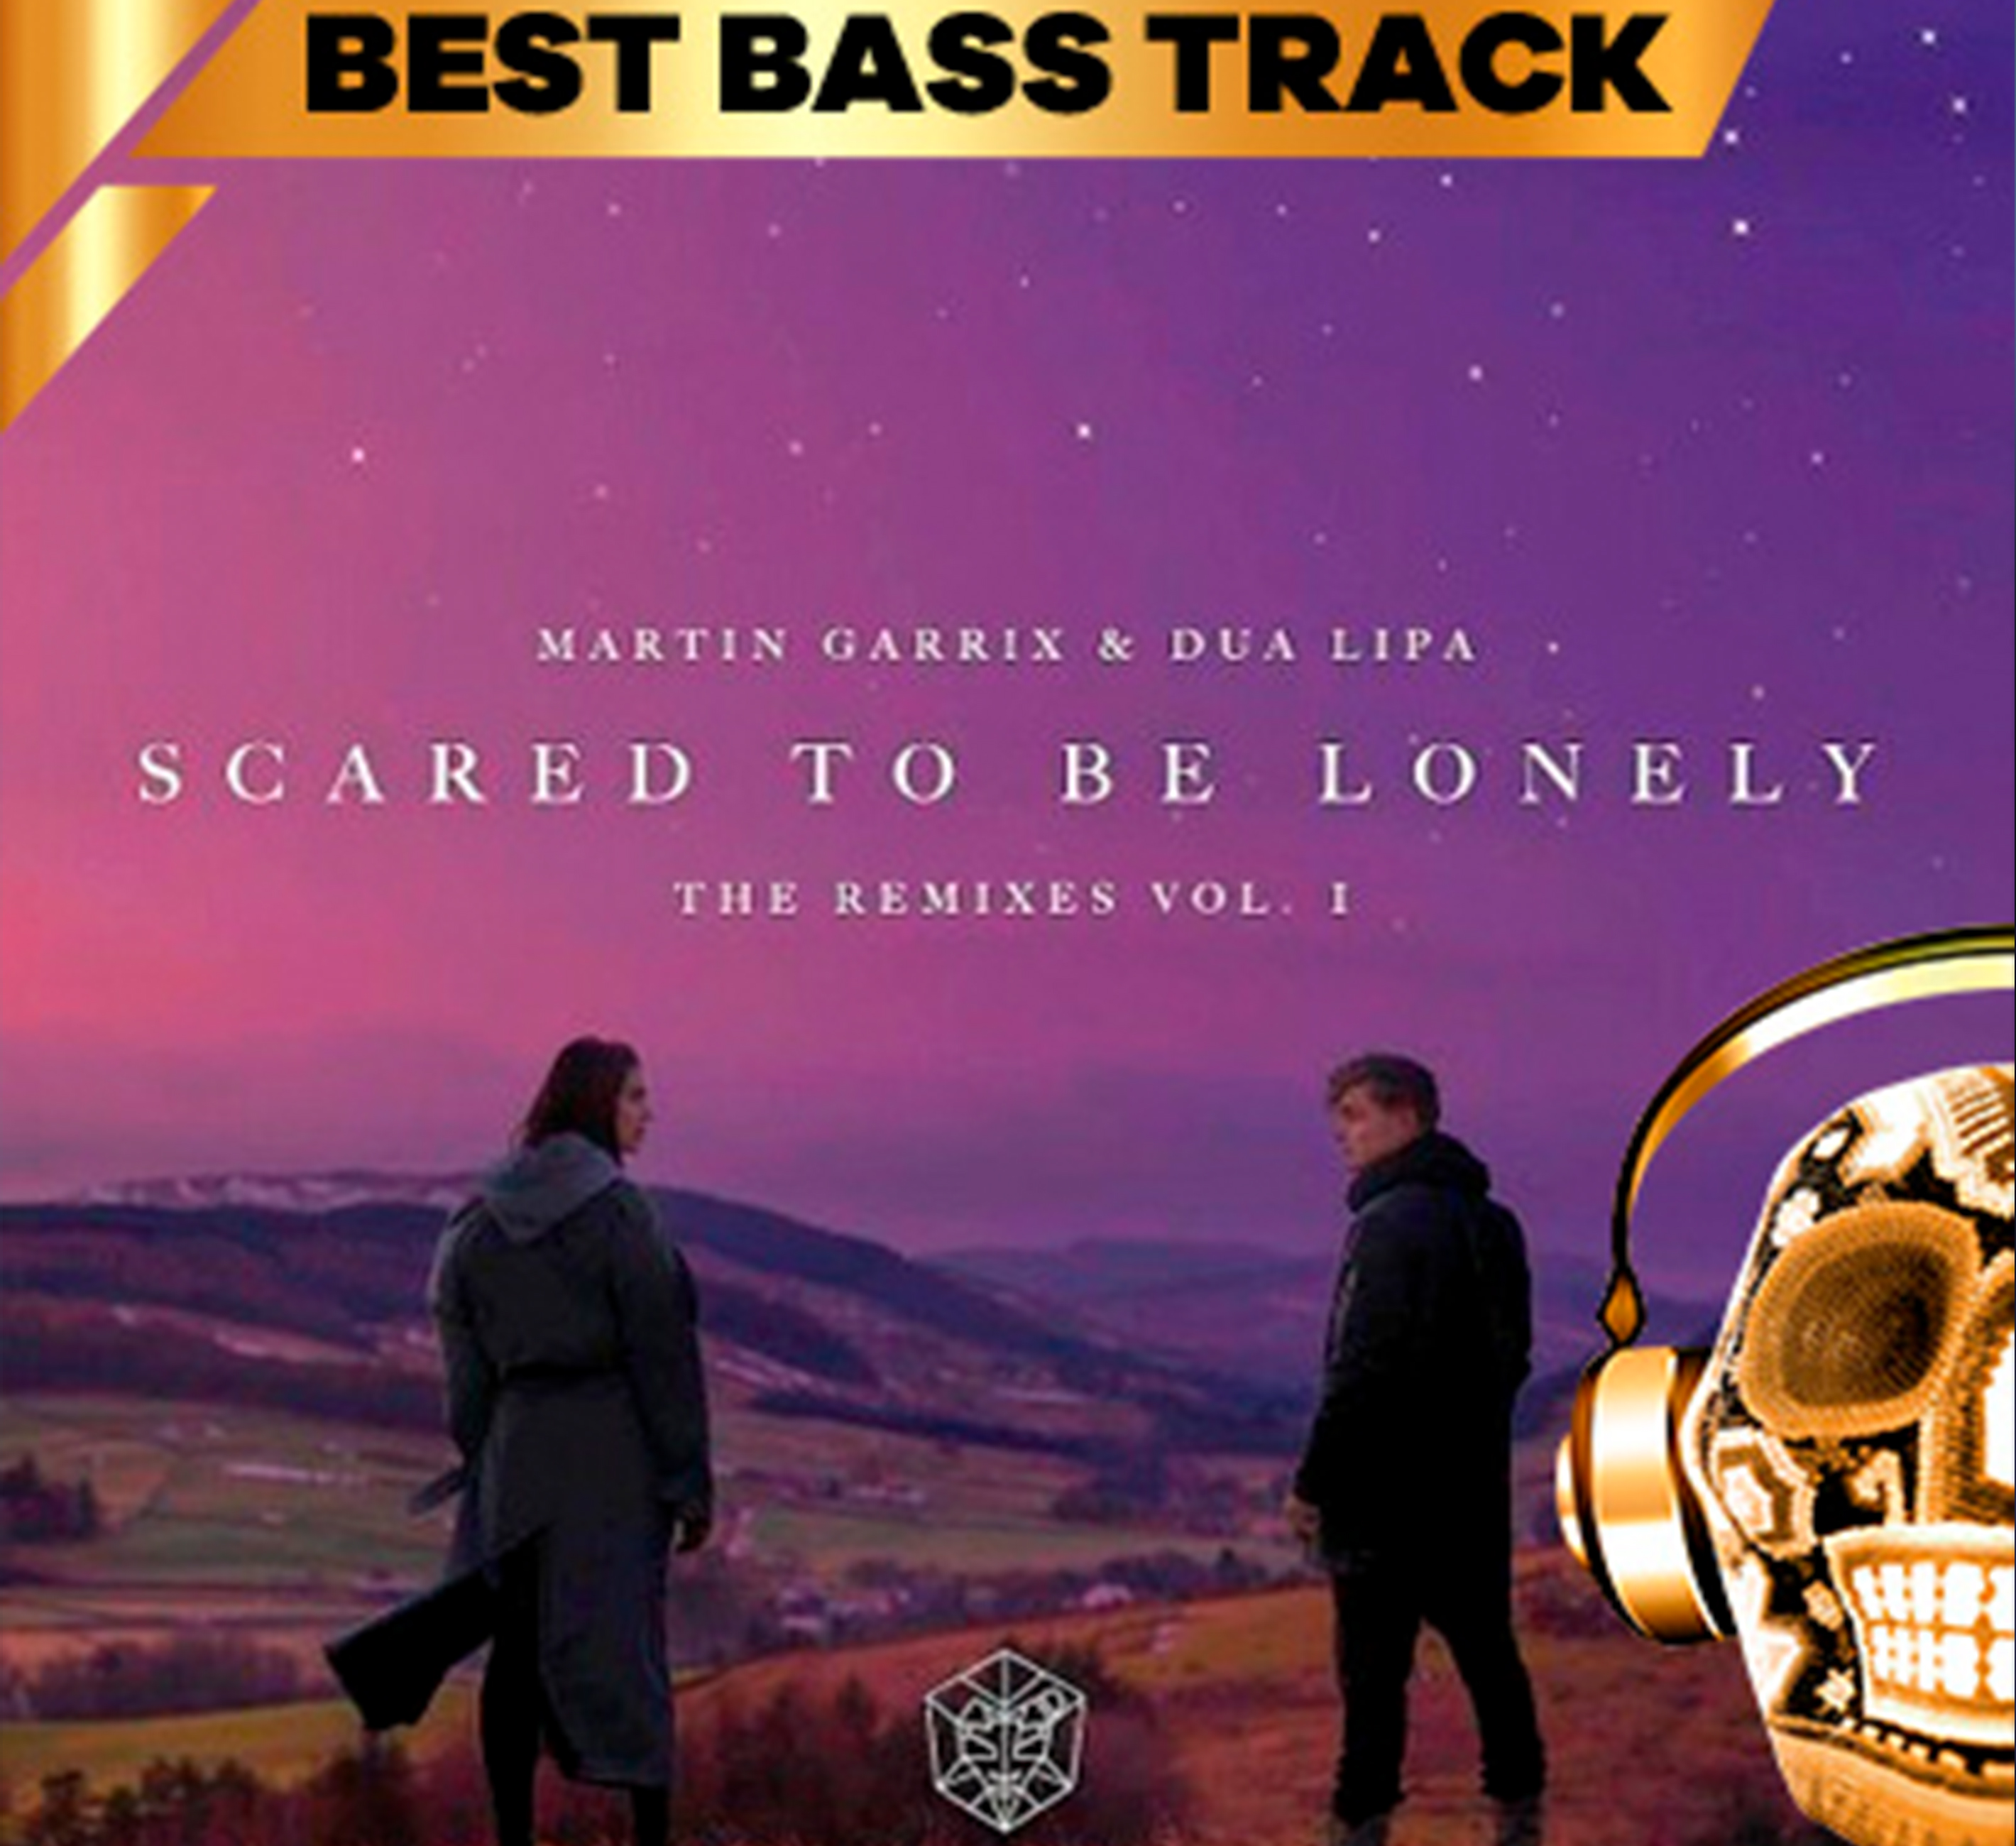 BEST BASS TRACK
MARTIN GARRIX & DUA LIPA
SCARED TO BE LONELY
THE REMIXES VOL. I